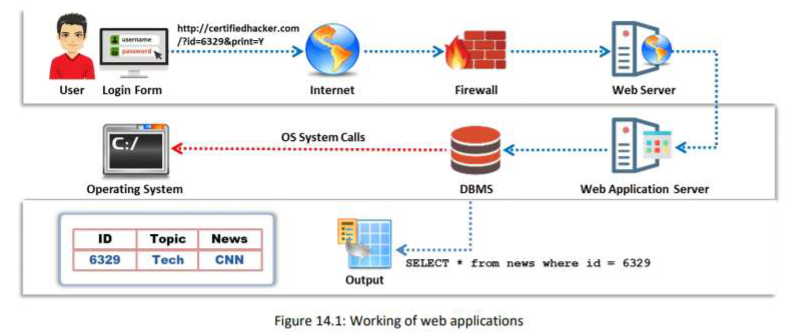 http://certifiedhacker.com
/?id=6329&print=Y
username
password
User
Login Form
Internet
Firewall
Web Server
OS System Calls
C:/
Operating System
DBMS
Web Application Server
ID Topic News
6329 Tech CNN
SELECT * from news where id = 6329
Output
Figure 14.1: Working of web applications